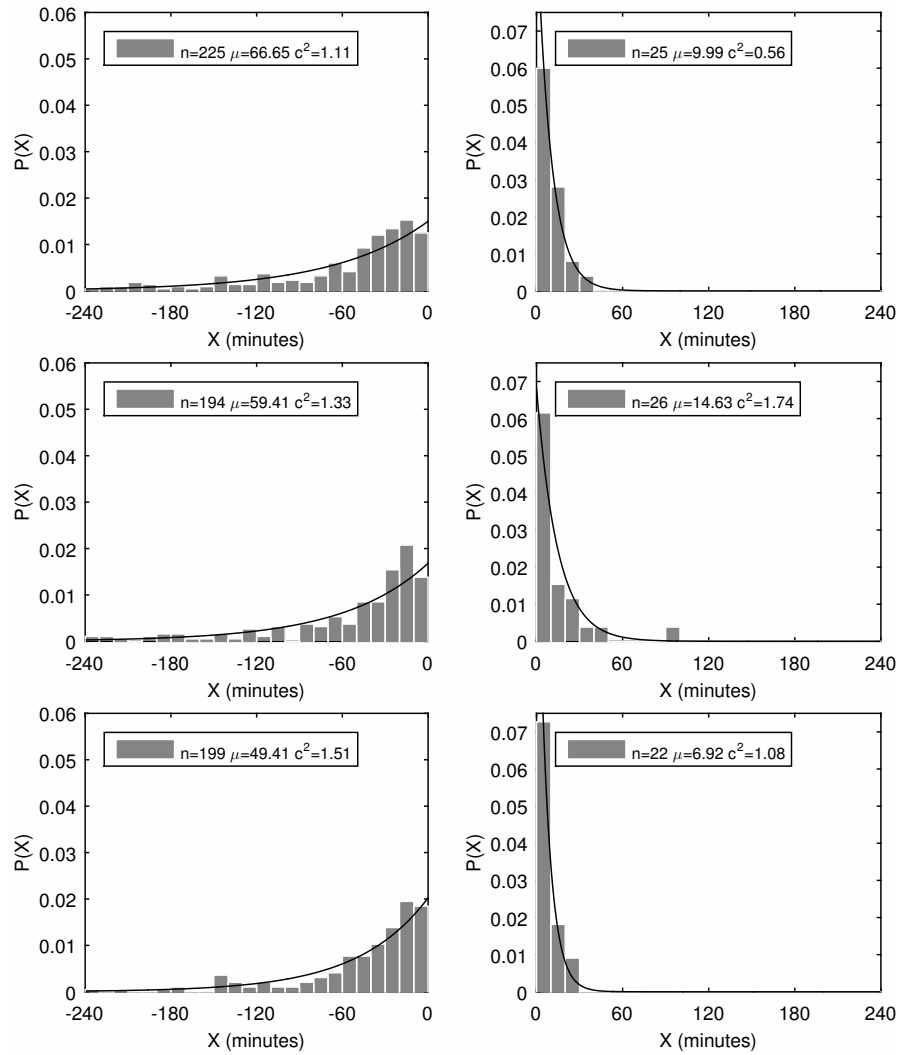 0.06
0.05
0.04
0.03
0.02
0.01
0
P(X)
n=225 μ=66.65 c²=1.11
-240 -180 -120 -60 0
X (minutes)
0.07
0.06
0.05
0.04
0.03
0.02
0.01
0
P(X)
n=25 μ=9.99 c²=0.56
0 60 120 180 240
X (minutes)
0.06
0.05
0.04
0.03
0.02
0.01
0
P(X)
n=194 μ=59.41 c²=1.33
-240 -180 -120 -60 0
X (minutes)
0.07
0.06
0.05
0.04
0.03
0.02
0.01
0
P(X)
n=26 μ=14.63 c²=1.74
0 60 120 180 240
X (minutes)
0.06
0.05
0.04
0.03
0.02
0.01
0
P(X)
n=199 μ=49.41 c²=1.51
-240 -180 -120 -60 0
X (minutes)
0.07
0.06
0.05
0.04
0.03
0.02
0.01
0
P(X)
n=22 μ=6.92 c²=1.08
0 60 120 180 240
X (minutes)